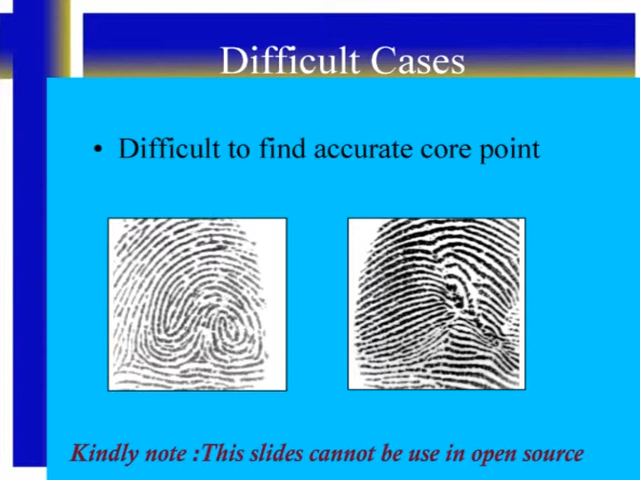 Difficult Cases
• Difficult to find accurate core point
Kindly note :This slides cannot be use in open source